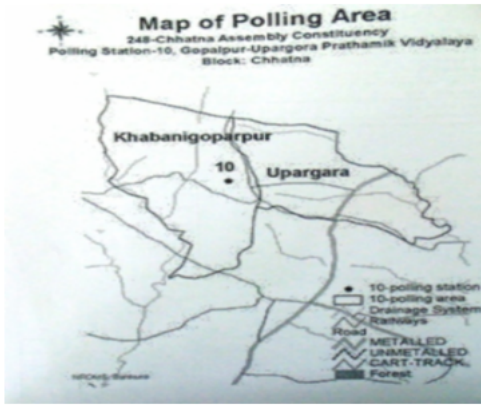 Map of Polling Area
248-Chhatna Assembly Constituency
Polling Station-10, Gopalpur-Upargora Prathamik Vidyalaya
Block: Chhatna
Khabanigoparpur
10
Upargara
10-polling station
10-polling area
Drainage System
Railways
Road
METALLED
UNMETALLED
CART-TRACK
Forest